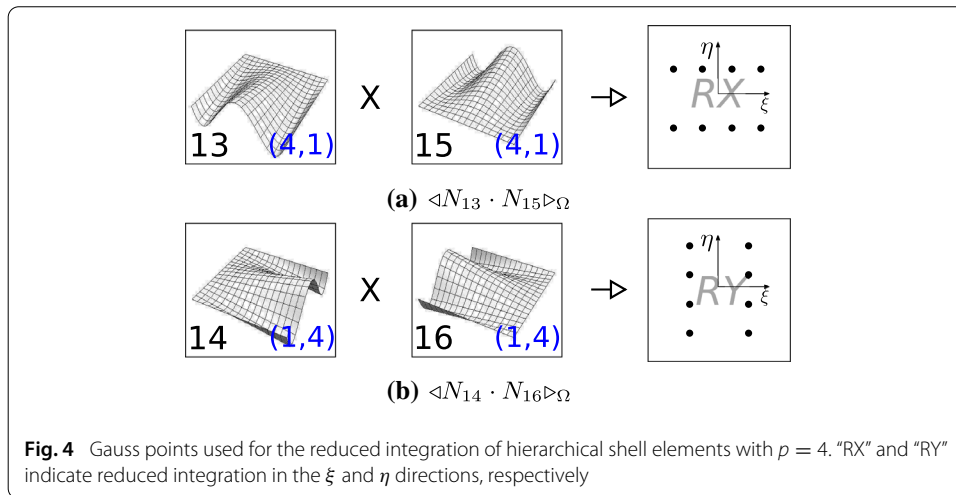 13 (4,1) X 15 (4,1) η RX ξ
(a) ◁N₁₃ · N₁₅▷Ω
14 (1,4) X 16 (1,4) η RY ξ
(b) ◁N₁₄ · N₁₆▷Ω
Fig. 4 Gauss points used for the reduced integration of hierarchical shell elements with p = 4. “RX” and “RY”
indicate reduced integration in the ξ and η directions, respectively